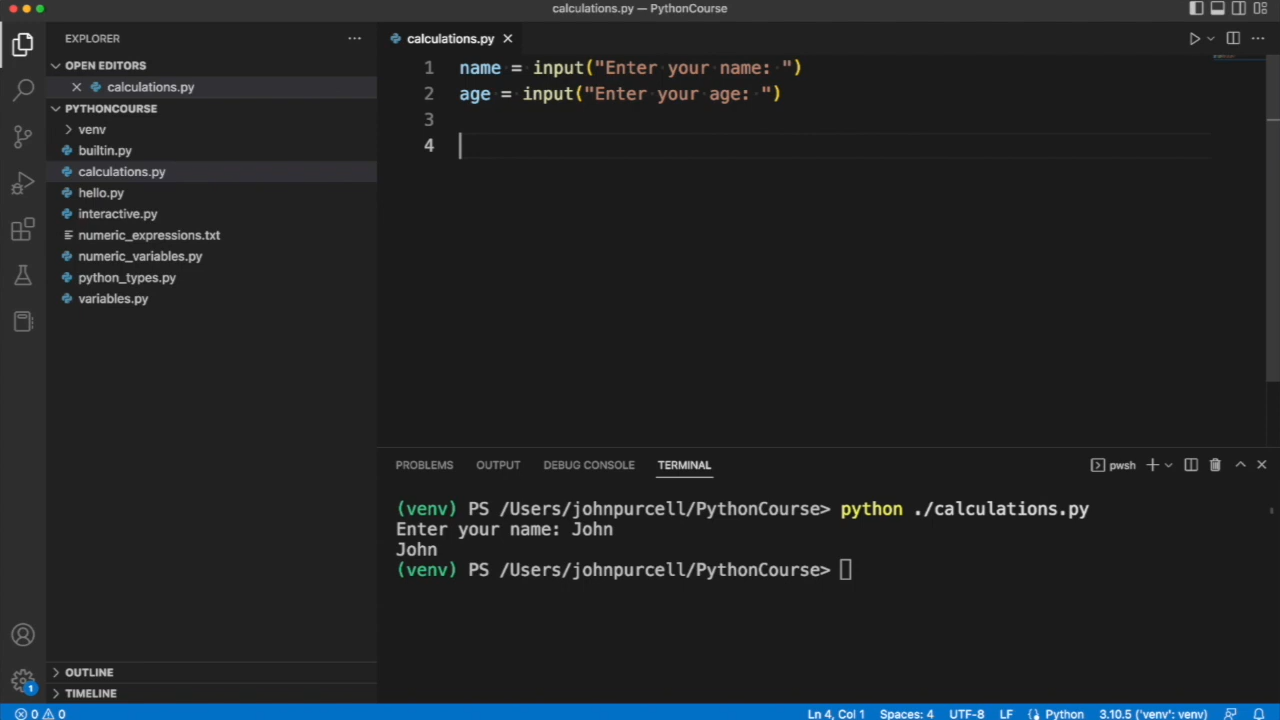 calculations.py — PythonCourse
EXPLORER
OPEN EDITORS
calculations.py
PYTHONCOURSE
venv
builtin.py
calculations.py
hello.py
interactive.py
numeric_expressions.txt
numeric_variables.py
python_types.py
variables.py
OUTLINE
TIMELINE
calculations.py
1 name = input("Enter your name: ")
2 age = input("Enter your age: ")
3
4
PROBLEMS OUTPUT DEBUG CONSOLE TERMINAL pwsh
(venv) PS /Users/johnpurcell/PythonCourse> python ./calculations.py
Enter your name: John
John
(venv) PS /Users/johnpurcell/PythonCourse>
1
0 0 Ln 4, Col 1 Spaces: 4 UTF-8 LF Python 3.10.5 ('venv': venv)